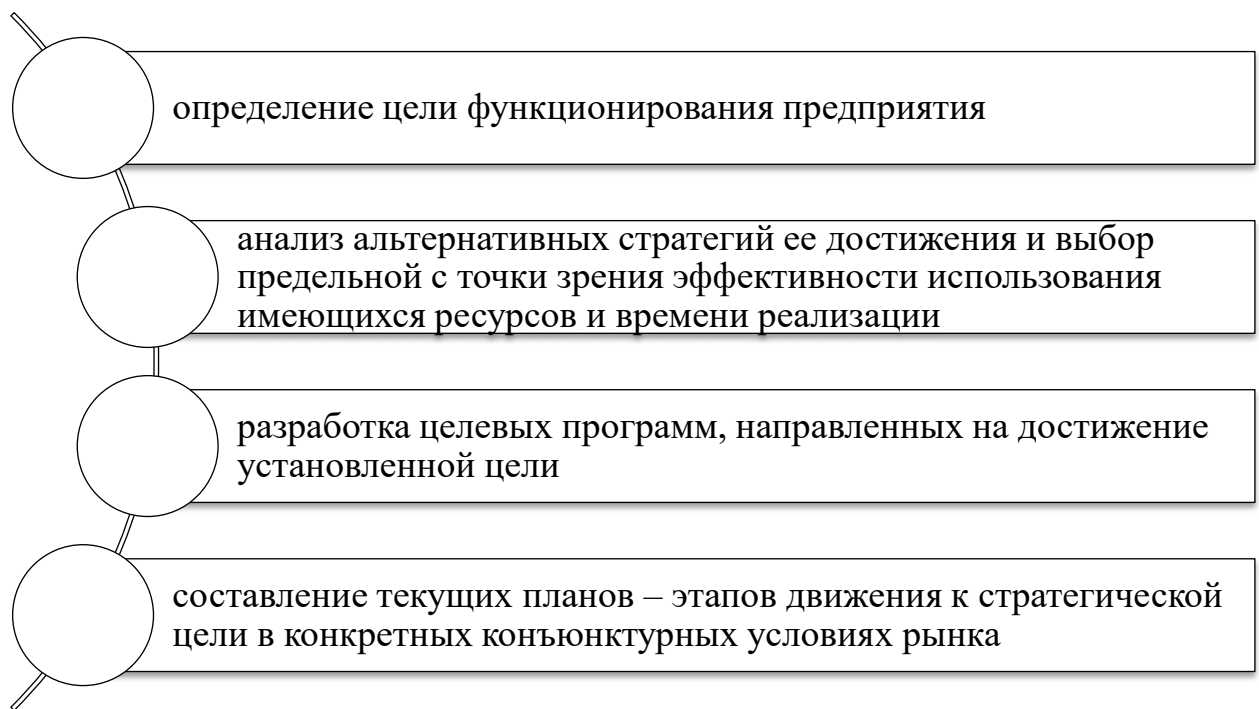 определение цели функционирования предприятия
анализ альтернативных стратегий ее достижения и выбор
предельной с точки зрения эффективности использования
имеющихся ресурсов и времени реализации
разработка целевых программ, направленных на достижение
установленной цели
составление текущих планов – этапов движения к стратегической
цели в конкретных конъюнктурных условиях рынка